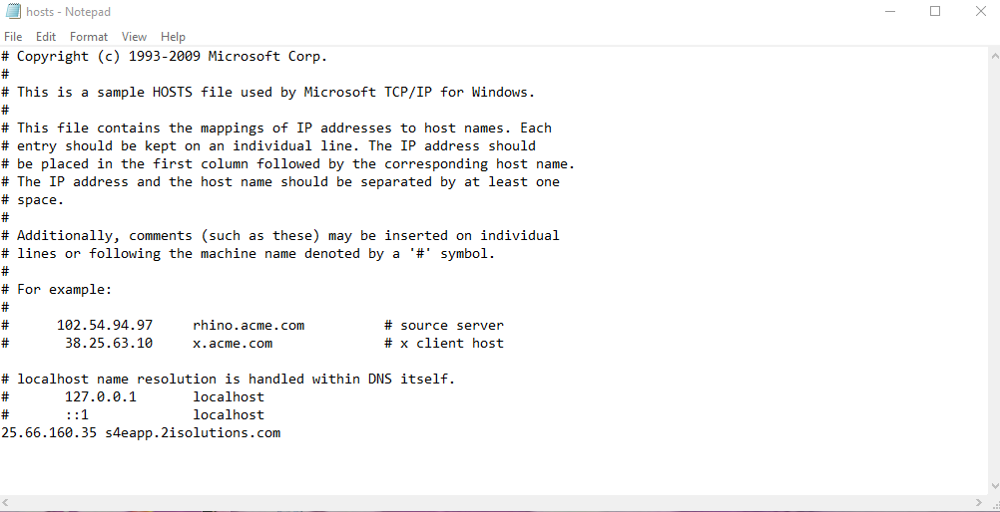 hosts - Notepad
File Edit Format View Help
# Copyright (c) 1993-2009 Microsoft Corp.
#
# This is a sample HOSTS file used by Microsoft TCP/IP for Windows.
#
# This file contains the mappings of IP addresses to host names. Each
# entry should be kept on an individual line. The IP address should
# be placed in the first column followed by the corresponding host name.
# The IP address and the host name should be separated by at least one
# space.
#
# Additionally, comments (such as these) may be inserted on individual
# lines or following the machine name denoted by a '#' symbol.
#
# For example:
#
#      102.54.94.97     rhino.acme.com          # source server
#       38.25.63.10     x.acme.com              # x client host

# localhost name resolution is handled within DNS itself.
#       127.0.0.1       localhost
#       ::1             localhost
25.66.160.35 s4eapp.2isolutions.com